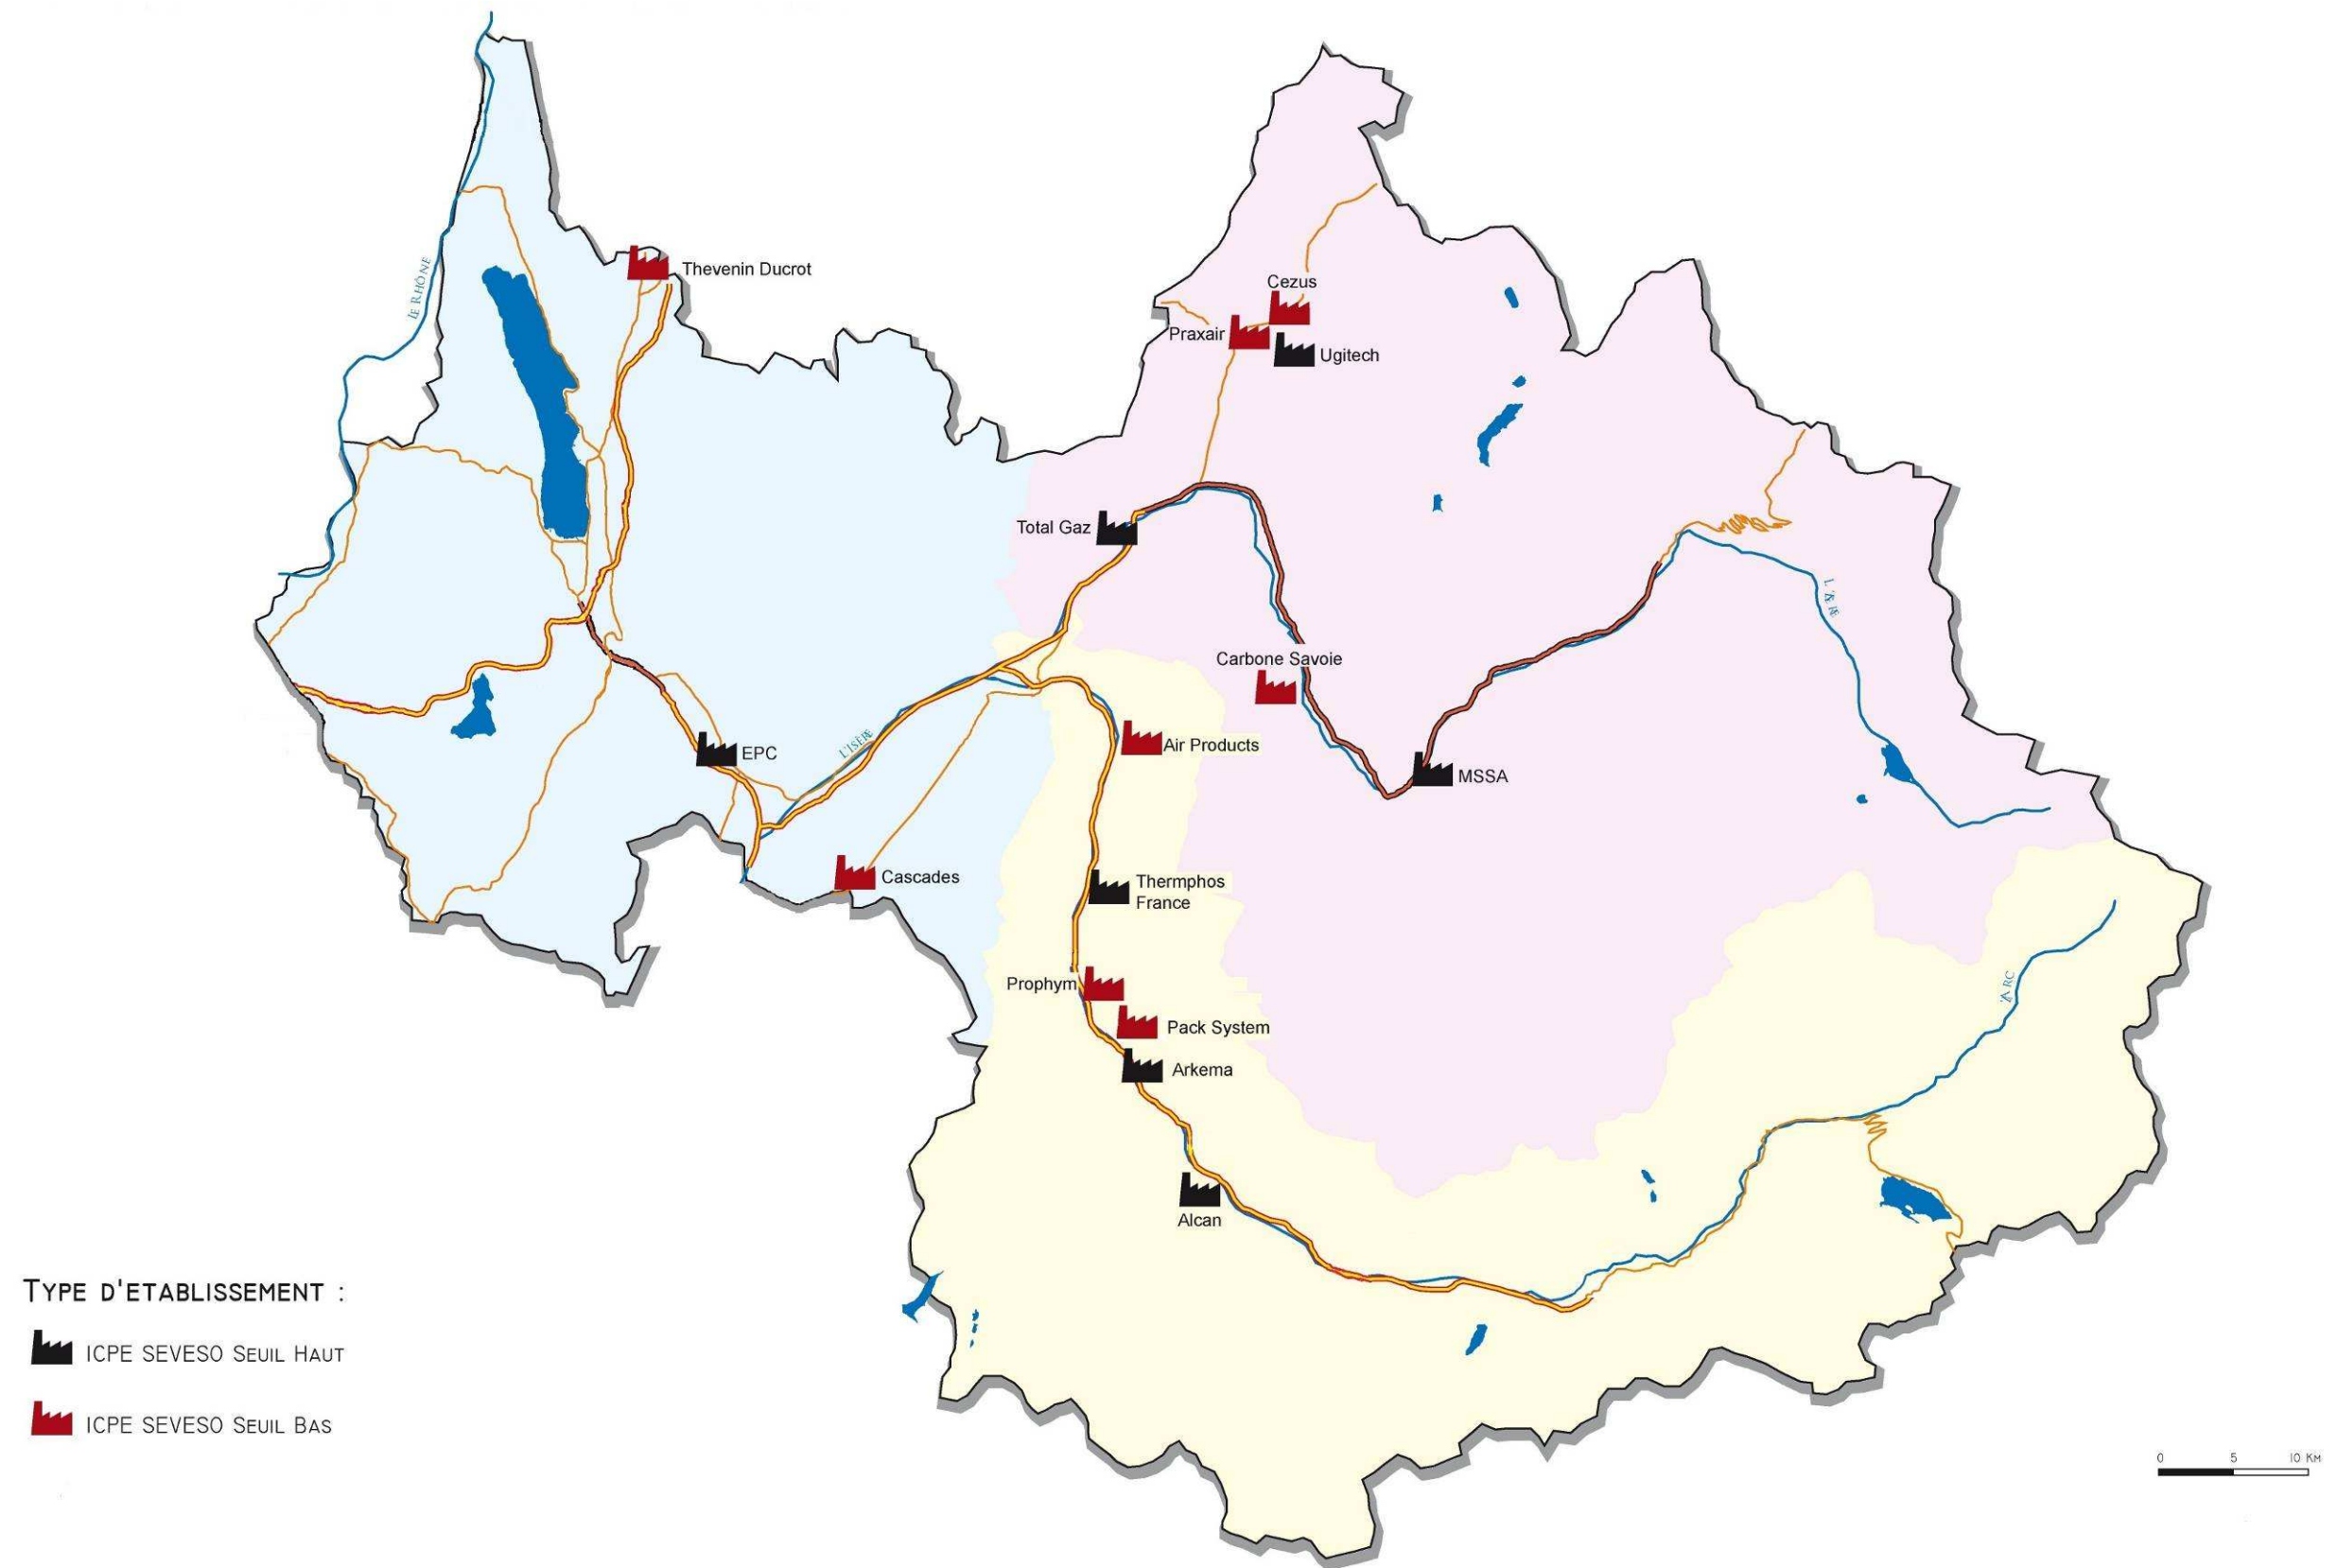 Le Rhône
Thevenin Ducrot
Cezus
Praxair
Ugitech
Total Gaz
L'Isère
Carbone Savoie
Air Products
EPC
L'Isère
MSSA
Cascades
Thermphos
France
Prophym
Pack System
Arkema
Alcan
Type d'etablissement :
ICPE SEVESO Seuil Haut
ICPE SEVESO Seuil Bas
0 5 10 Km